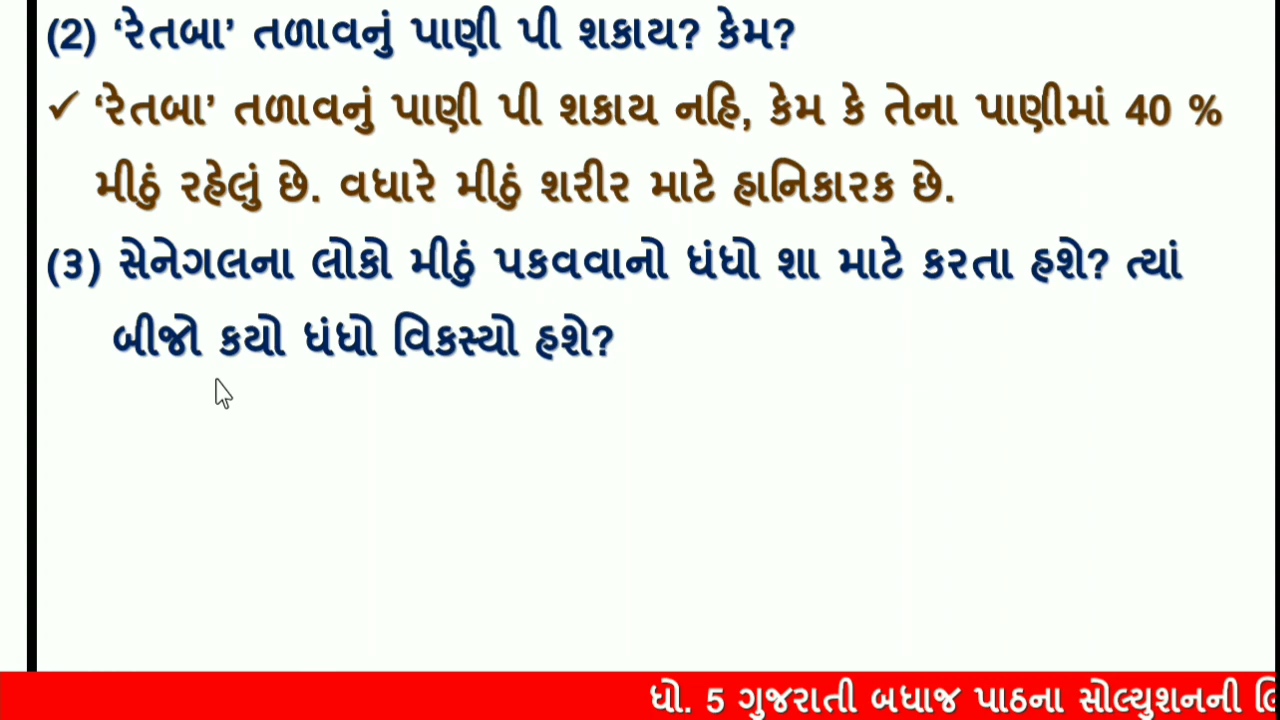 (2) ‘રેતબા’ તળાવનું પાણી પી શકાય? કેમ?
✓ ‘રેતબા’ તળાવનું પાણી પી શકાય નહિ, કેમ કે તેના પાણીમાં 40 %
મીઠું રહેલું છે. વધારે મીઠું શરીર માટે હાનિકારક છે.
(૩) સેનેગલના લોકો મીઠું પકવવાનો ધંધો શા માટે કરતા હશે? ત્યાં
બીજો કયો ધંધો વિકસ્યો હશે?
ધો. 5 ગુજરાતી બધાજ પાઠના સોલ્યુશનની